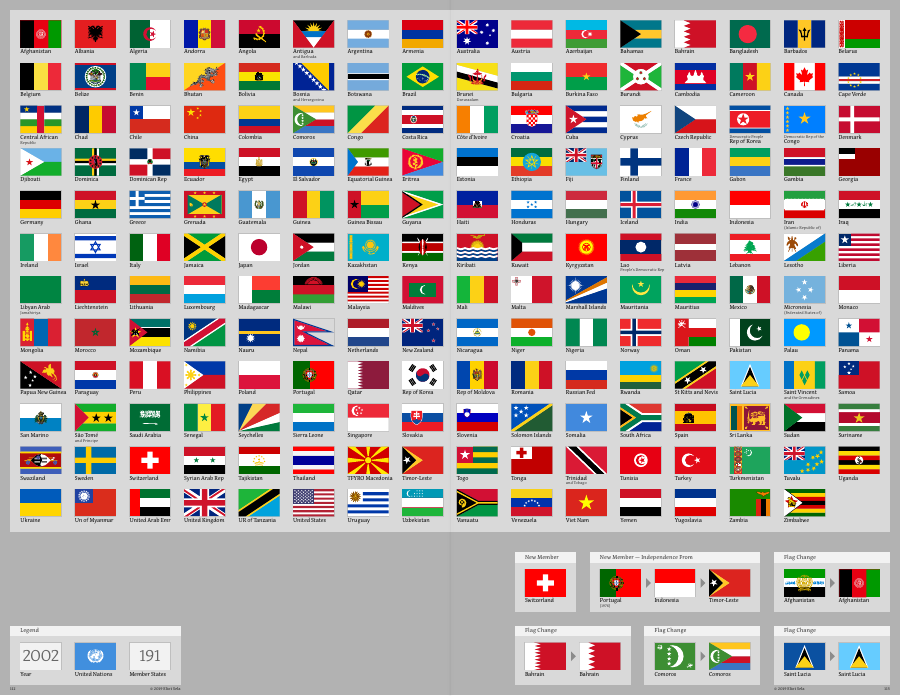 Afghanistan Albania Algeria Andorra Angola Antigua Argentina Armenia Australia Austria Azerbaijan Bahamas Bahrain Bangladesh Barbados Belarus
and Barbuda
Belgium Belize Benin Bhutan Bolivia Bosnia Botswana Brazil Brunei Bulgaria Burkina Faso Burundi Cambodia Cameroon Canada Cape Verde
and Herzegovina Darussalam
Central African Chad Chile China Colombia Comoros Congo Costa Rica Côte d'Ivoire Croatia Cuba Cyprus Czech Republic Democratic People Democratic Rep of the Denmark
Republic Rep of Korea Congo
Djibouti Dominica Dominican Rep Ecuador Egypt El Salvador Equatorial Guinea Eritrea Estonia Ethiopia Fiji Finland France Gabon Gambia Georgia
Germany Ghana Greece Grenada Guatemala Guinea Guinea Bissau Guyana Haiti Honduras Hungary Iceland India Indonesia Iran Iraq
(Islamic Republic of)
Ireland Israel Italy Jamaica Japan Jordan Kazakhstan Kenya Kiribati Kuwait Kyrgyzstan Lao Latvia Lebanon Lesotho Liberia
People's Democratic Rep
Libyan Arab Liechtenstein Lithuania Luxembourg Madagascar Malawi Malaysia Maldives Mali Malta Marshall Islands Mauritania Mauritius Mexico Micronesia Monaco
Jamahiriya (Federated States of)
Mongolia Morocco Mozambique Namibia Nauru Nepal Netherlands New Zealand Nicaragua Niger Nigeria Norway Oman Pakistan Palau Panama
Papua New Guinea Paraguay Peru Philippines Poland Portugal Qatar Rep of Korea Rep of Moldova Romania Russian Fed Rwanda St Kitts and Nevis Saint Lucia Saint Vincent Samoa
and the Grenadines
San Marino São Tomé Saudi Arabia Senegal Seychelles Sierra Leone Singapore Slovakia Slovenia Solomon Islands Somalia South Africa Spain Sri Lanka Sudan Suriname
and Principe
Swaziland Sweden Switzerland Syrian Arab Rep Tajikistan Thailand TFYRO Macedonia Timor-Leste Togo Tonga Trinidad Tunisia Turkey Turkmenistan Tuvalu Uganda
and Tobago
Ukraine Un of Myanmar United Arab Emr United Kingdom UR of Tanzania United States Uruguay Uzbekistan Vanuatu Venezuela Viet Nam Yemen Yugoslavia Zambia Zimbabwe
New Member
Switzerland
New Member — Independence From
Portugal Indonesia Timor-Leste
(1975)
Flag Change
Afghanistan Afghanistan
Legend
2002 191
Year United Nations Member States
Flag Change
Bahrain Bahrain
Flag Change
Comoros Comoros
Flag Change
Saint Lucia Saint Lucia